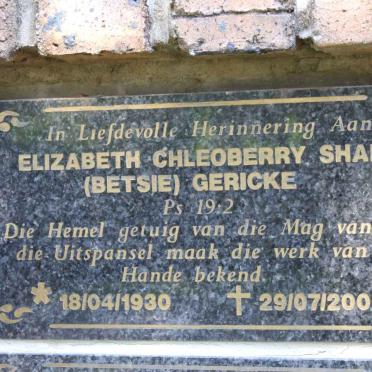 In Liefdevolle Herinnering Aan
ELIZABETH CHLEOBERRY
(BETSIE) GERICKE
Ps 19:2
Die Hemel getuig van die Mag van
die Uitspansel maak die werk van
Hande bekend.
18/04/1930 29/07/200